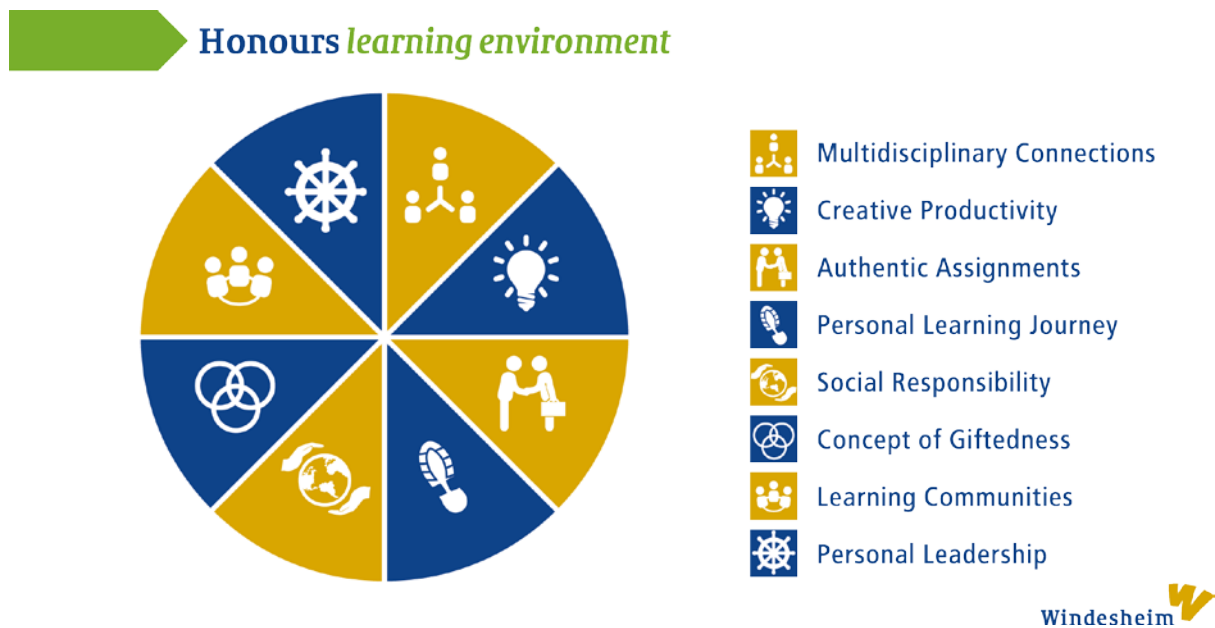 Honours learning environment
Multidisciplinary Connections
Creative Productivity
Authentic Assignments
Personal Learning Journey
Social Responsibility
Concept of Giftedness
Learning Communities
Personal Leadership
Windesheim